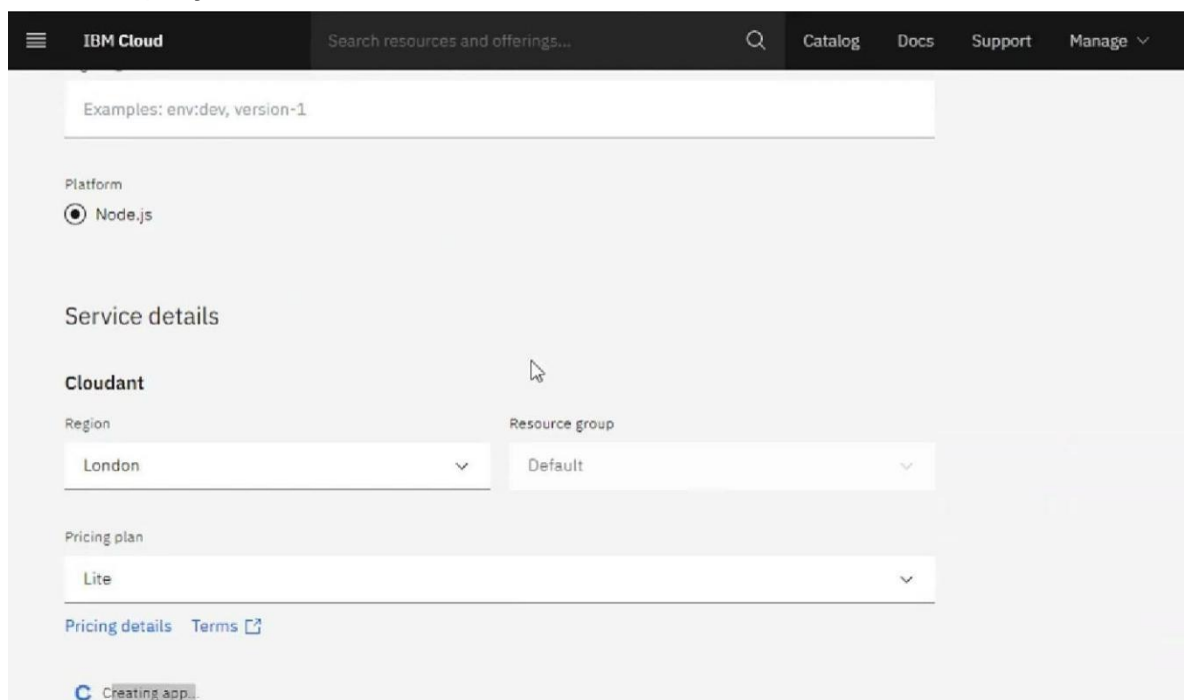 IBM Cloud Search resources and offerings... Catalog Docs Support Manage
Examples: env:dev, version-1
Platform
Node.js
Service details
Cloudant
Region Resource group
London Default
Pricing plan
Lite
Pricing details Terms
Creating app...